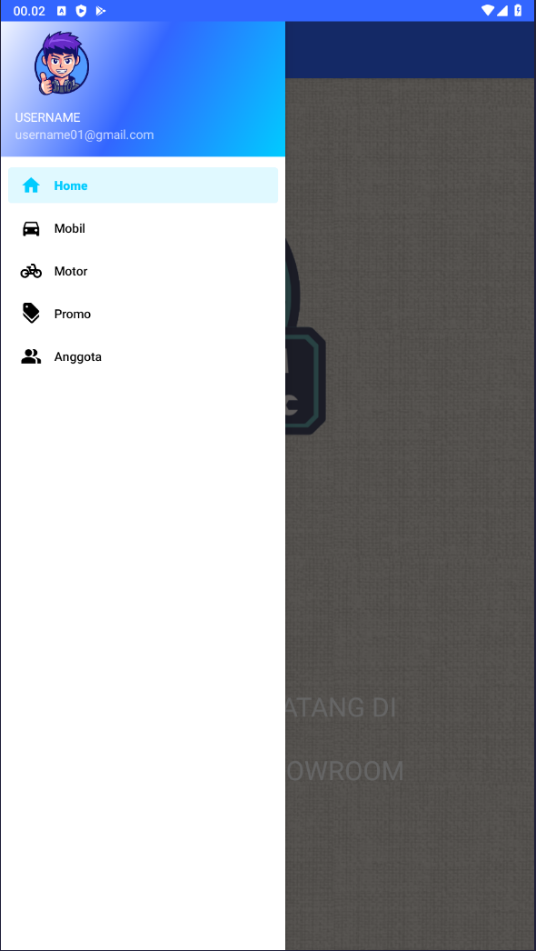 00.02
USERNAME
username01@gmail.com
Home
Mobil
Motor
Promo
Anggota
ATANG DI
OWROOM